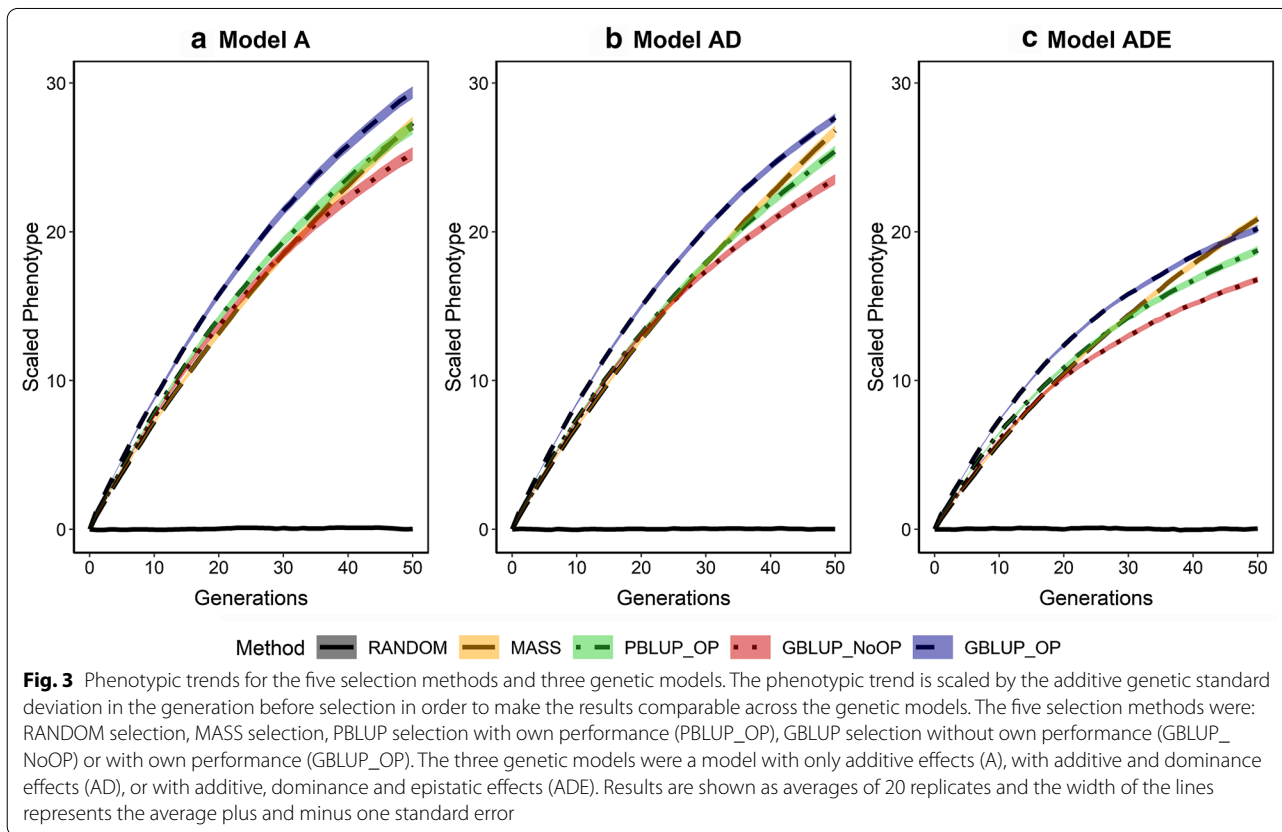 a Model A
b Model AD
c Model ADE
30
20
10
0
Scaled Phenotype
0 10 20 30 40 50
Generations
30
20
10
0
Scaled Phenotype
0 10 20 30 40 50
Generations
30
20
10
0
Scaled Phenotype
0 10 20 30 40 50
Generations
Method RANDOM MASS PBLUP_OP GBLUP_NoOP GBLUP_OP
Fig. 3 Phenotypic trends for the five selection methods and three genetic models. The phenotypic trend is scaled by the additive genetic standard
deviation in the generation before selection in order to make the results comparable across the genetic models. The five selection methods were:
RANDOM selection, MASS selection, PBLUP selection with own performance (PBLUP_OP), GBLUP selection without own performance (GBLUP_
NoOP) or with own performance (GBLUP_OP). The three genetic models were a model with only additive effects (A), with additive and dominance
effects (AD), or with additive, dominance and epistatic effects (ADE). Results are shown as averages of 20 replicates and the width of the lines
represents the average plus and minus one standard error